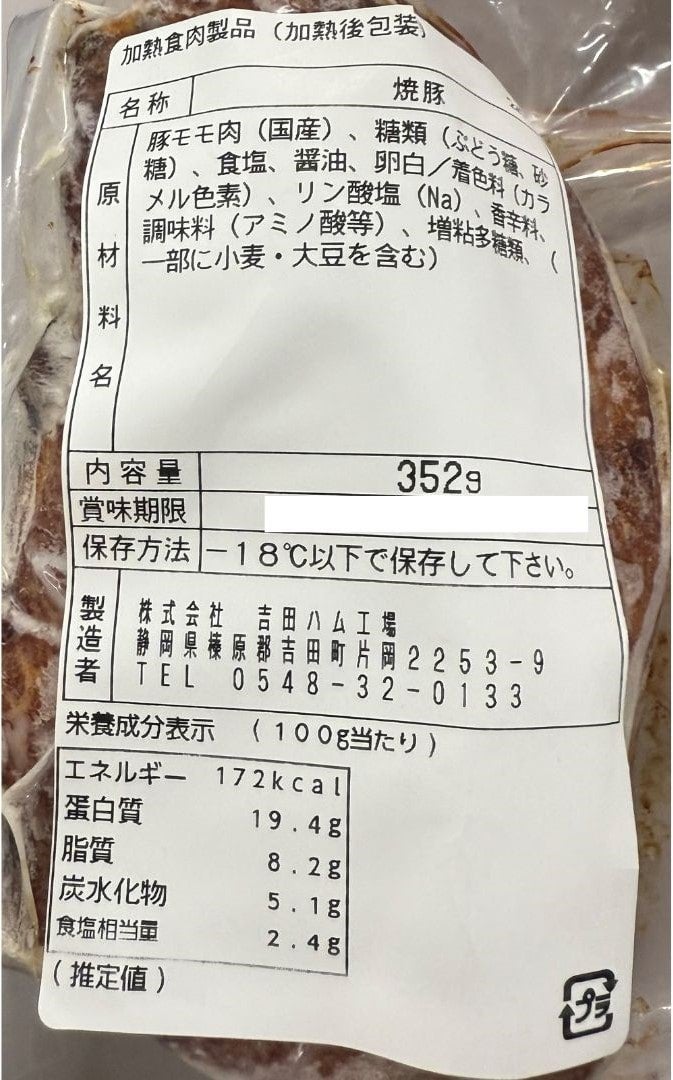 加熱食肉製品（加熱後包装）
名称 焼豚
原材料名
豚モモ肉（国産）、糖類（ぶどう糖、砂
糖）、食塩、醤油、卵白／着色料（カラ
メル色素）、リン酸塩（Na）、香辛料、
調味料（アミノ酸等）、増粘多糖類、（
一部に小麦・大豆を含む）
内容量 352g
賞味期限
保存方法 －18℃以下で保存して下さい。
製造者
株式会社 吉田ハム工場
静岡県榛原郡吉田町片岡2253-9
TEL 0548-32-0133
栄養成分表示 （100g当たり）
エネルギー 172kcal
蛋白質 19.4g
脂質 8.2g
炭水化物 5.1g
食塩相当量 2.4g
（推定値）
プラ